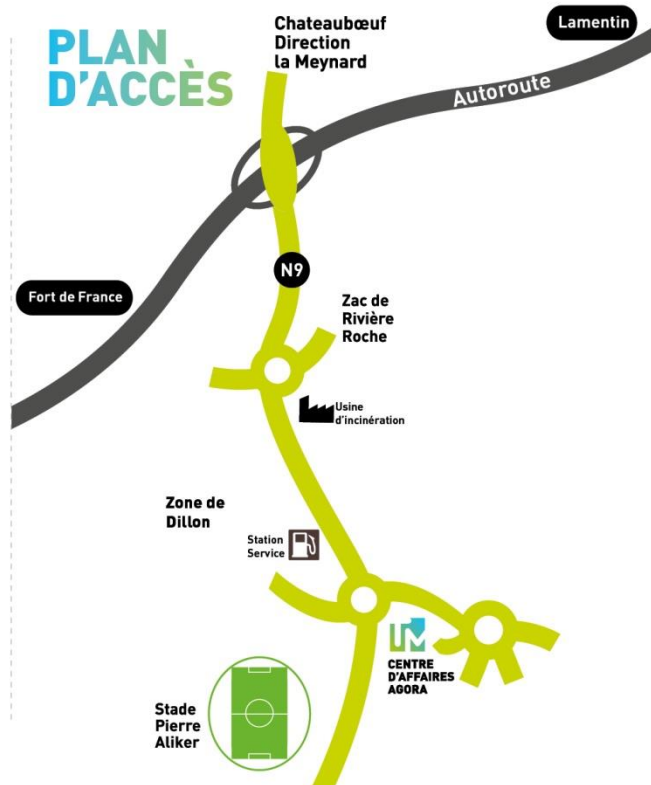 PLAN
D'ACCÈS
Chateaubœuf
Direction
la Meynard
Lamentin
Autoroute
N9
Fort de France
Zac de
Rivière
Roche
Usine
d'incinération
Zone de
Dillon
Station
Service
UM
CENTRE
D'AFFAIRES
AGORA
Stade
Pierre
Aliker